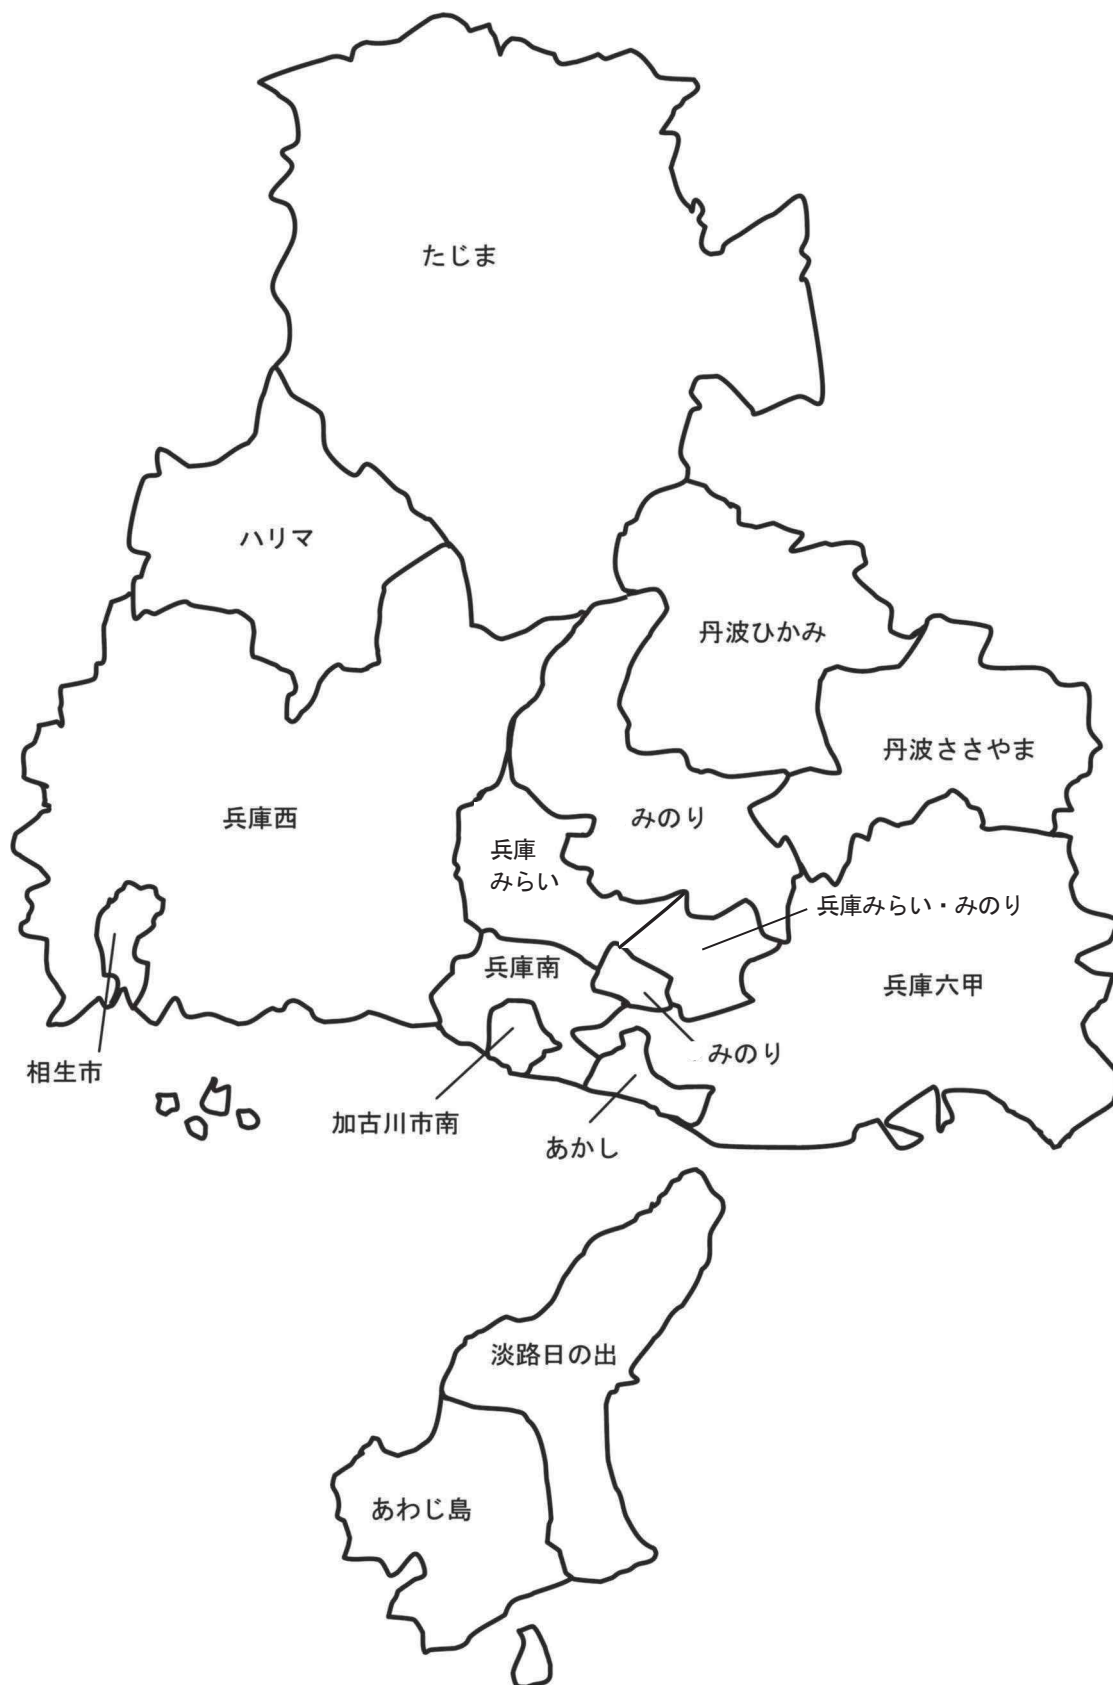 たじま
ハリマ
丹波ひかみ
丹波ささやま
兵庫西
みのり
兵庫
みらい
兵庫みらい・みのり
兵庫南
兵庫六甲
みのり
相生市
加古川市南
あかし
淡路日の出
あわじ島